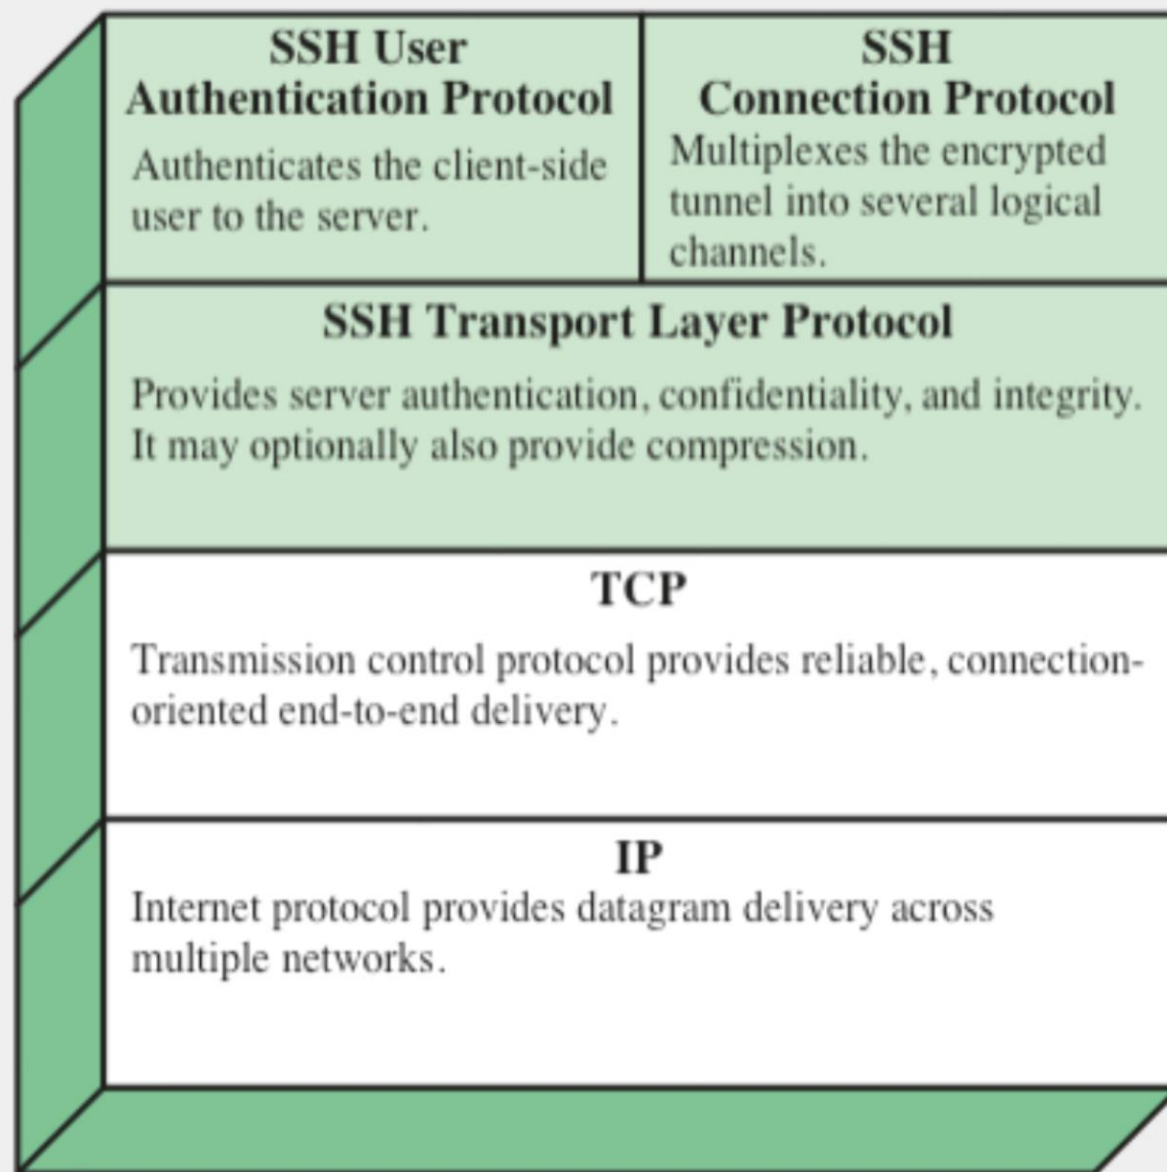 SSH User
Authentication Protocol
Authenticates the client-side
user to the server.
SSH
Connection Protocol
Multiplexes the encrypted
tunnel into several logical
channels.
SSH Transport Layer Protocol
Provides server authentication, confidentiality, and integrity.
It may optionally also provide compression.
TCP
Transmission control protocol provides reliable, connection-
oriented end-to-end delivery.
IP
Internet protocol provides datagram delivery across
multiple networks.